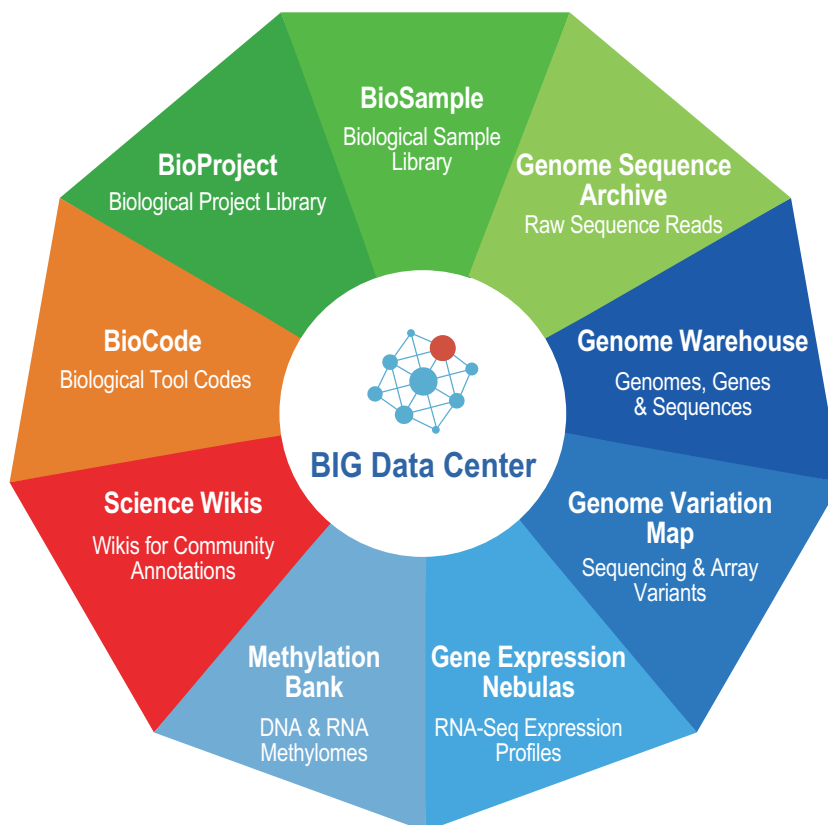 BioSample
Biological Sample
Library
Genome Sequence
Archive
Raw Sequence Reads
Genome Warehouse
Genomes, Genes
& Sequences
Genome Variation
Map
Sequencing & Array
Variants
Gene Expression
Nebulas
RNA-Seq Expression
Profiles
Methylation
Bank
DNA & RNA
Methylomes
Science Wikis
Wikis for Community
Annotations
BioCode
Biological Tool Codes
BioProject
Biological Project Library
BIG Data Center